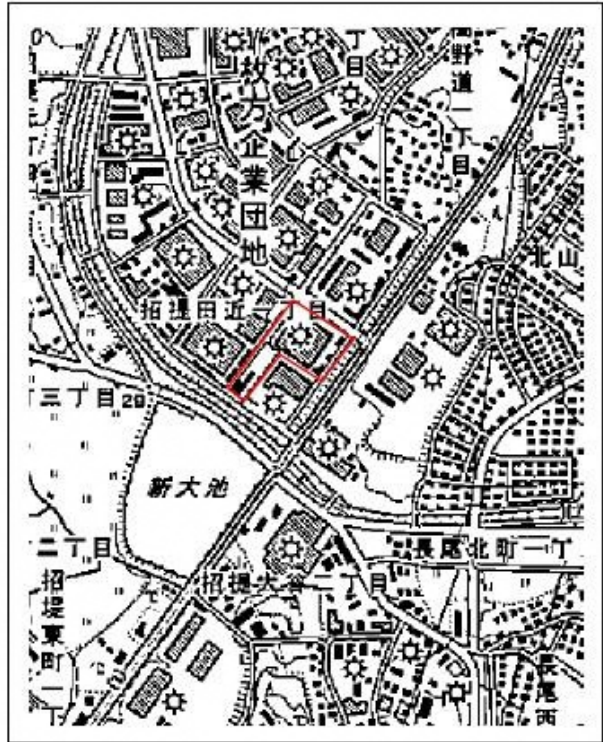 丁目
枚方企業団地
高野道一丁目
北山
招提田近一丁目
三丁目
新大池
二丁目
長尾北町一丁
招提大谷二丁目
招提東町一丁
長尾西